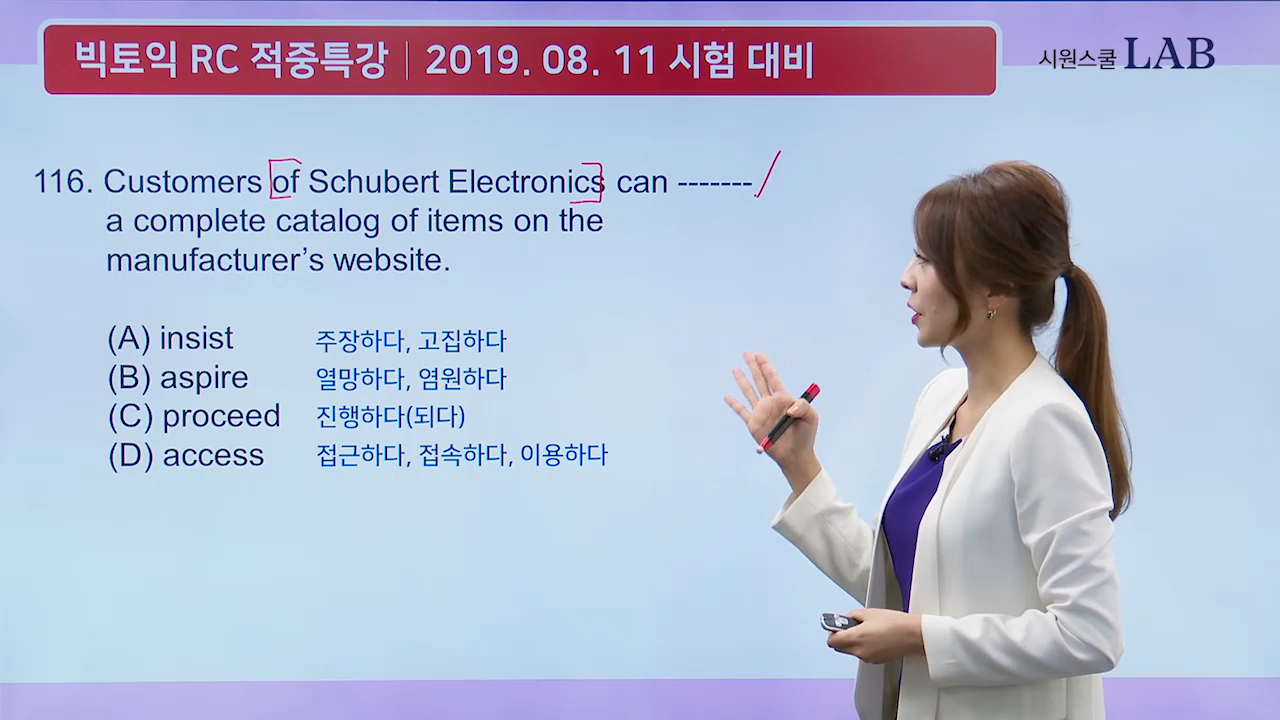 빅토익 RC 적중특강 | 2019. 08. 11 시험 대비
시원스쿨 LAB
116. Customers of Schubert Electronics can -------
a complete catalog of items on the
manufacturer's website.
(A) insist 주장하다, 고집하다
(B) aspire 열망하다, 염원하다
(C) proceed 진행하다(되다)
(D) access 접근하다, 접속하다, 이용하다